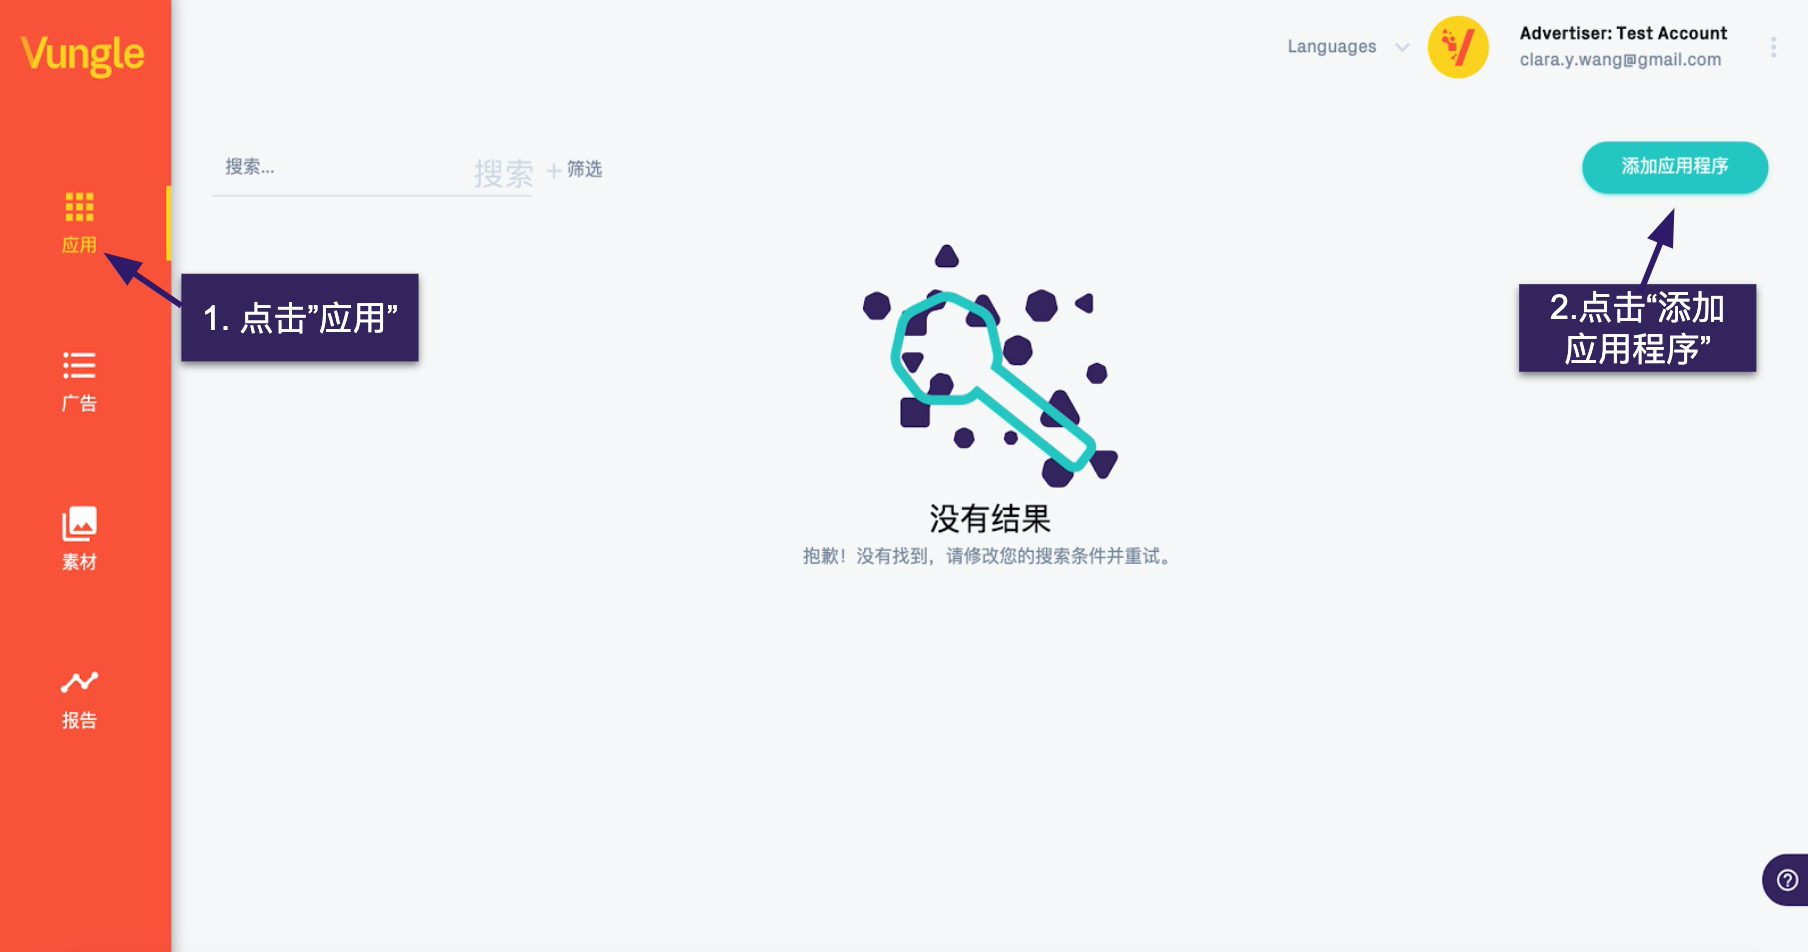 Vungle
Languages
Advertiser: Test Account
clara.y.wang@gmail.com
搜索...
搜索
+ 筛选
添加应用程序
应用
1. 点击”应用”
2.点击“添加
应用程序”
广告
没有结果
抱歉！没有找到，请修改您的搜索条件并重试。
素材
报告